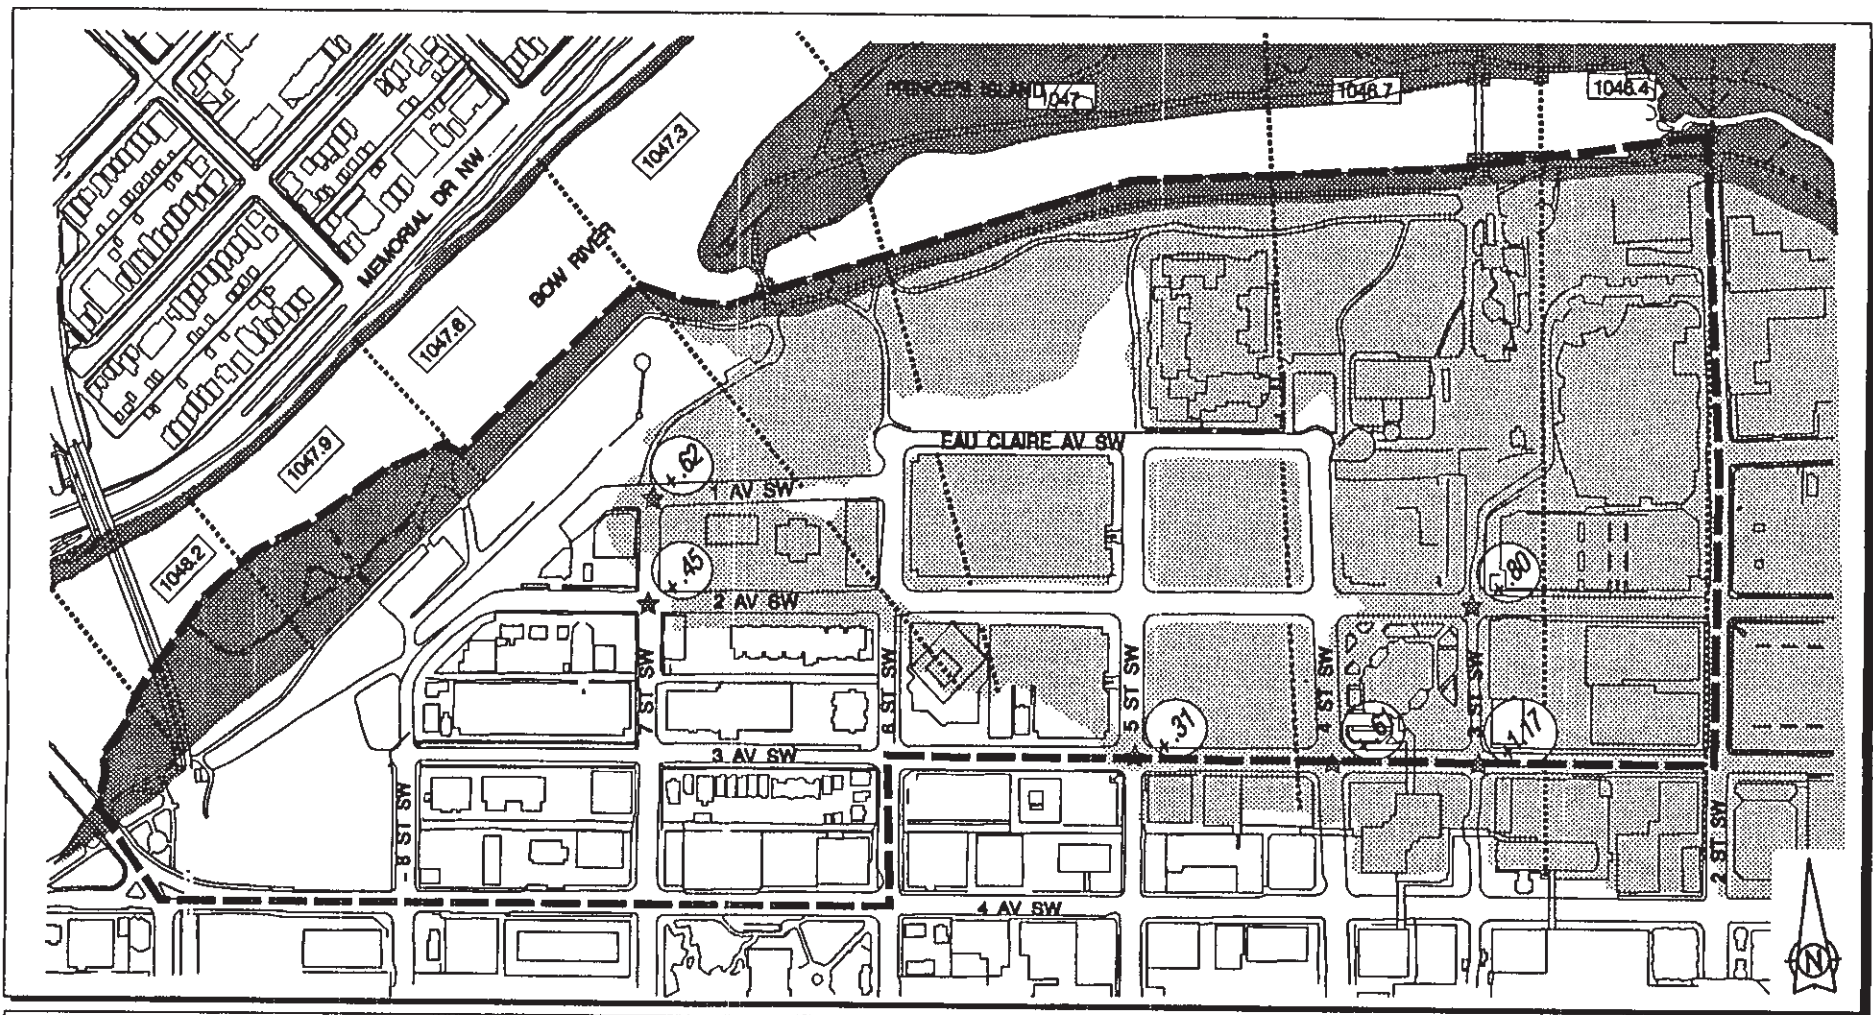 PRINCE'S ISLAND
1047
1046.7
1046.4
1047.3
MEMORIAL DR NW
BOW RIVER
1047.6
1047.9
1048.2
EAU CLAIRE AV SW
+.62
1 AV SW
+.45
2 AV SW
+.80
7 ST SW
6 ST SW
5 ST SW
4 ST SW
3 ST SW
+.31
+1.17
3 AV SW
8 ST SW
2 ST SW
4 AV SW
N